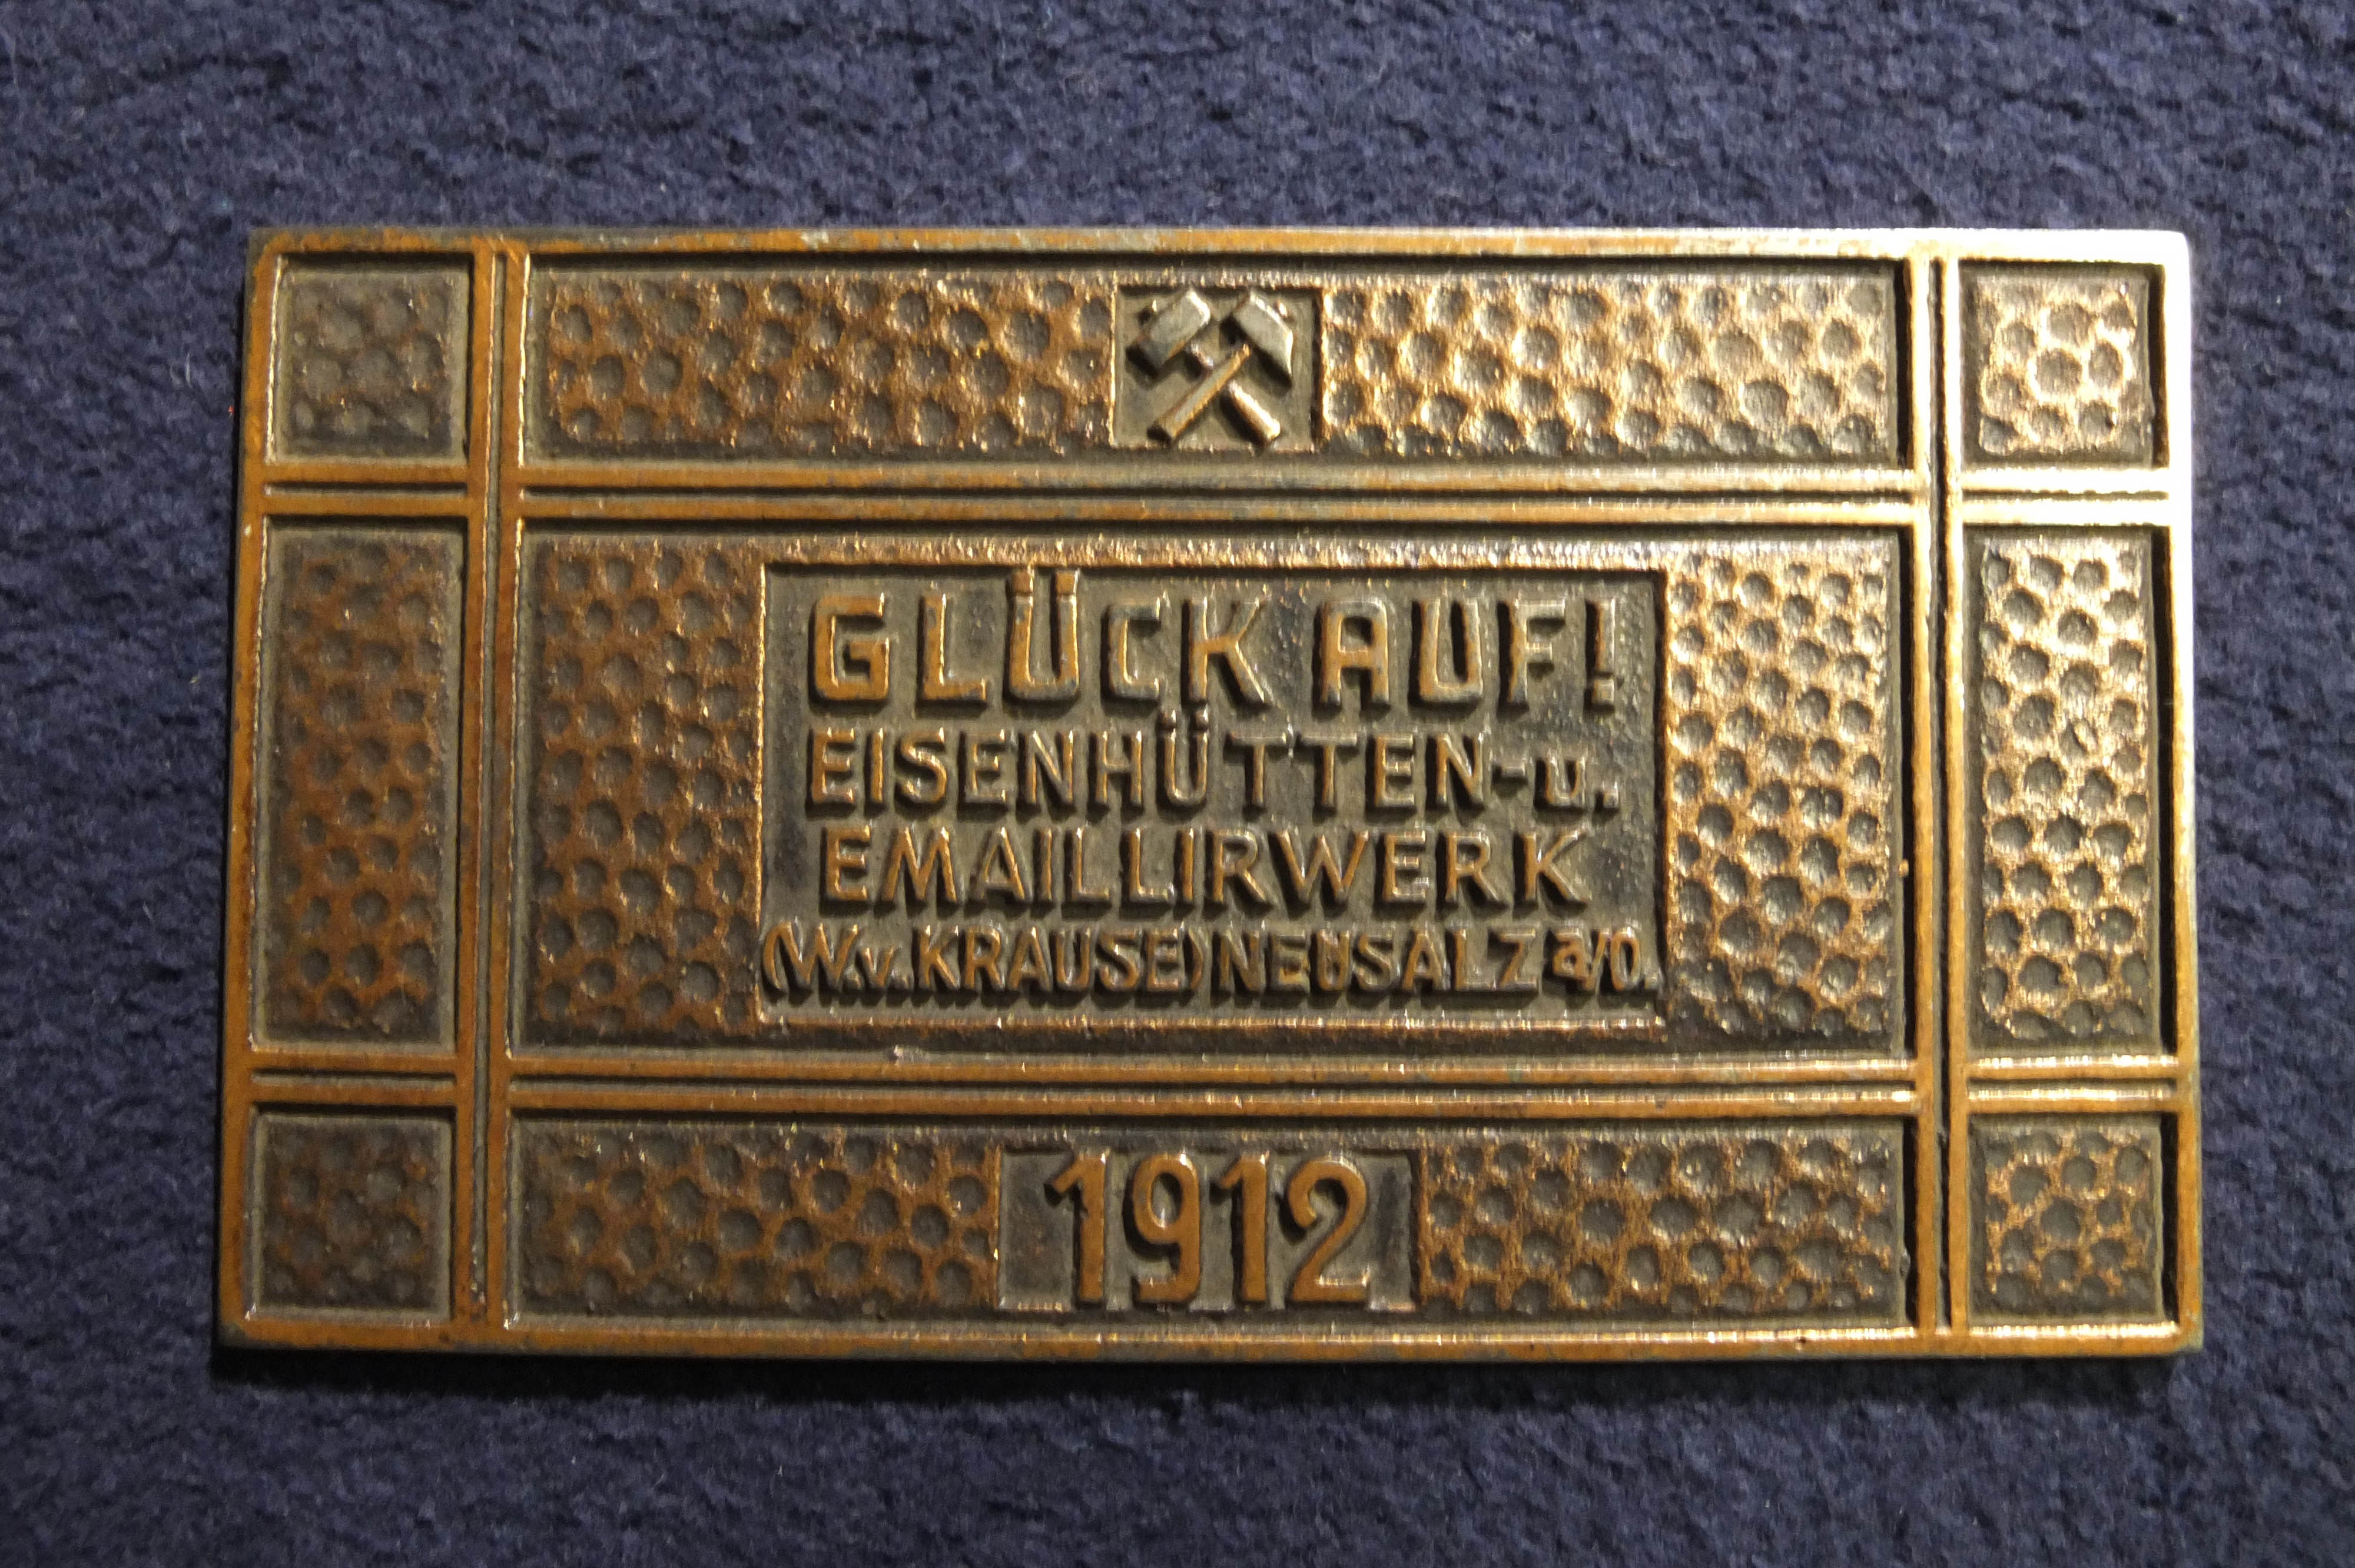 GLÜCK AUF!
EISENHÜTTEN- u.
EMAILLIRWERK
(W.v.KRAUSE) NEUSALZ a/O.
1912